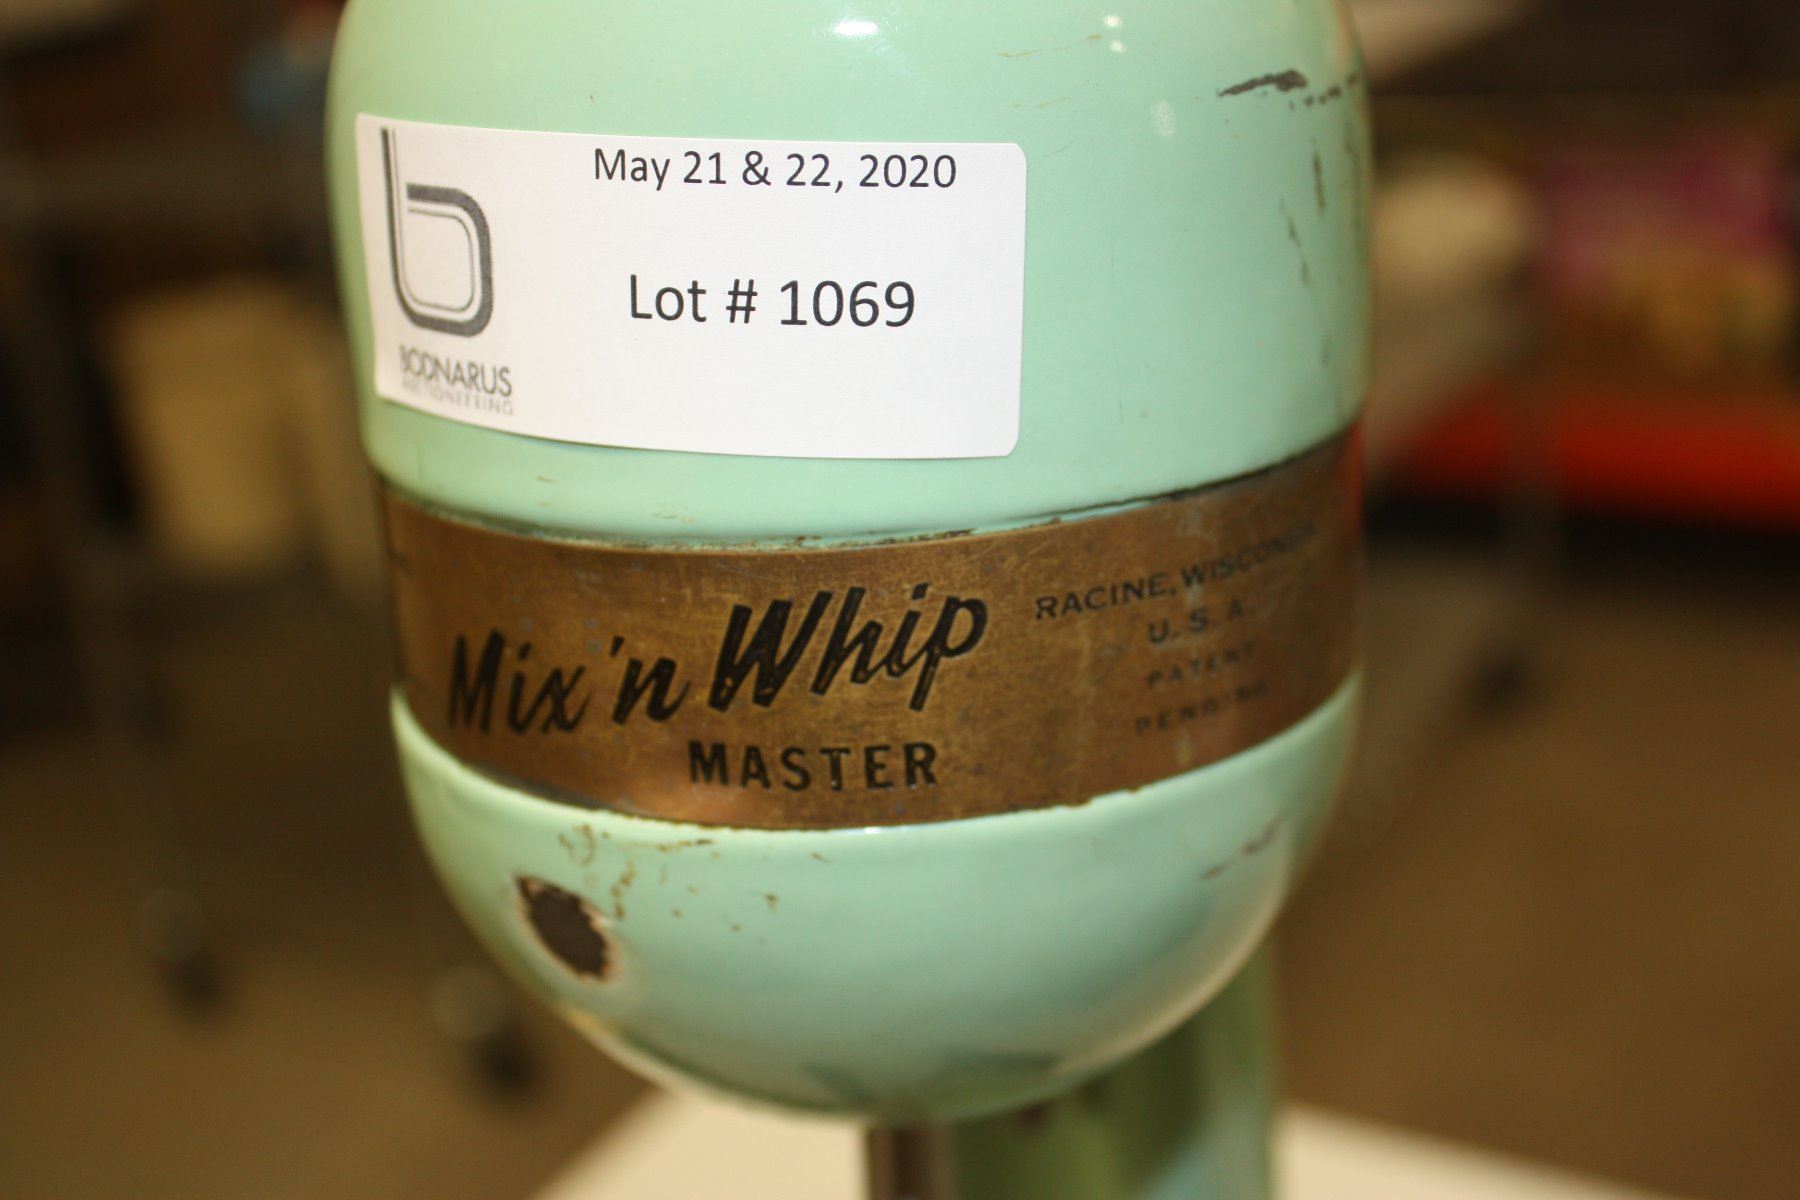 May 21 & 22, 2020
Lot # 1069
BODNARUS
AUCTIONEERING
Mix 'n Whip
MASTER
RACINE, WISCONSIN
U. S. A.
PATENT
PENDING